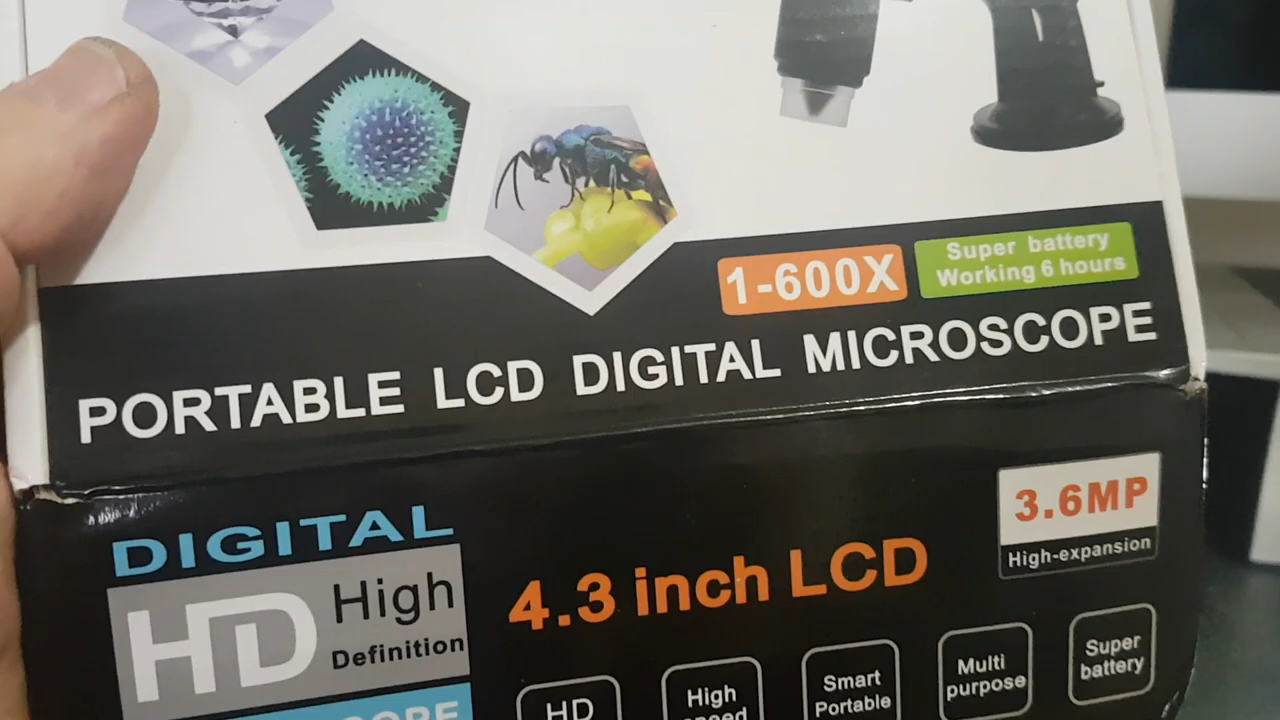 1-600X
Super battery
Working 6 hours
PORTABLE LCD DIGITAL MICROSCOPE
DIGITAL
HD High
Definition
4.3 inch LCD
3.6MP
High-expansion
HD
High
speed
Smart
Portable
Multi
purpose
Super
battery